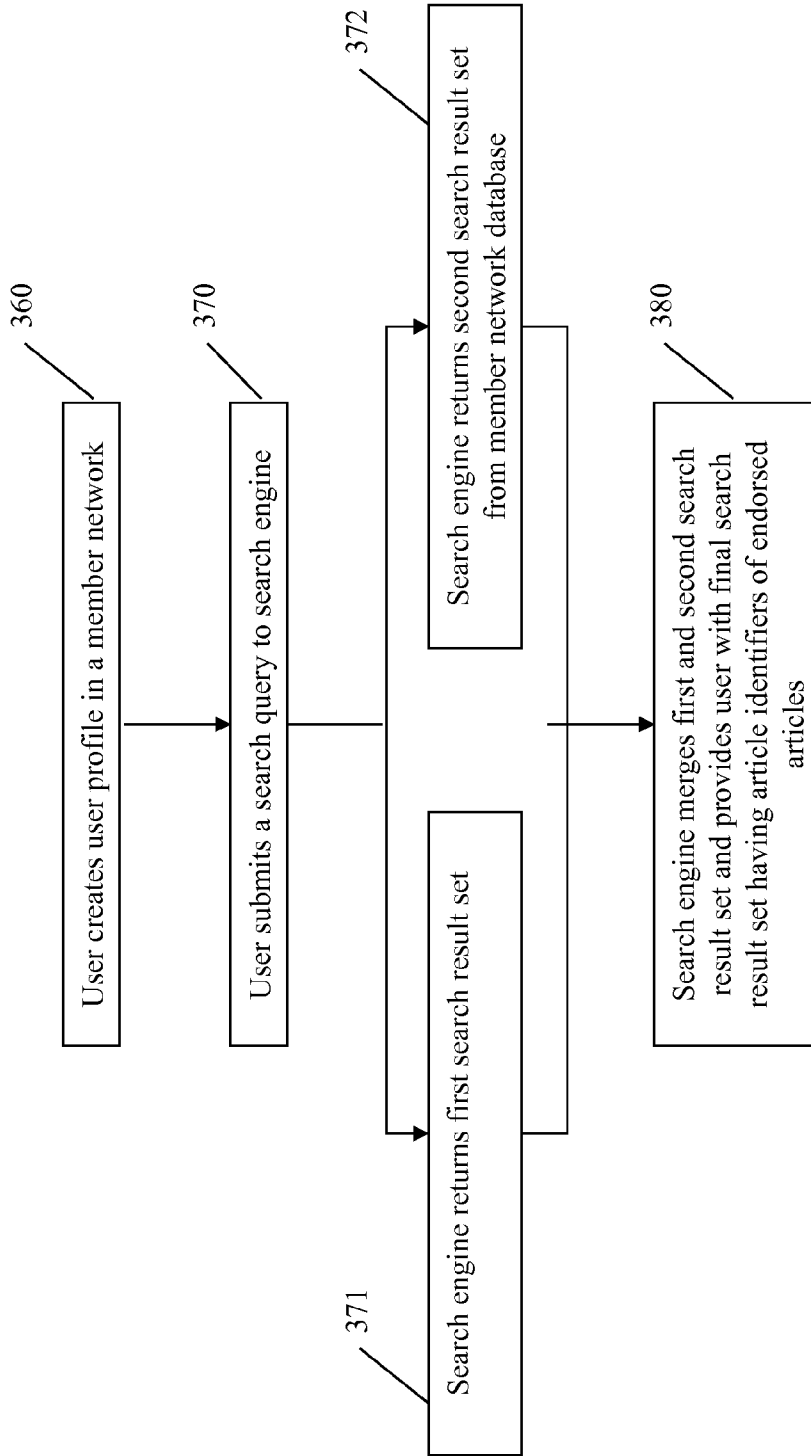 360
User creates user profile in a member network
370
User submits a search query to search engine
371
Search engine returns first search result set
372
Search engine returns second search result set
from member network database
380
Search engine merges first and second search
result set and provides user with final search
result set having article identifiers of endorsed
articles